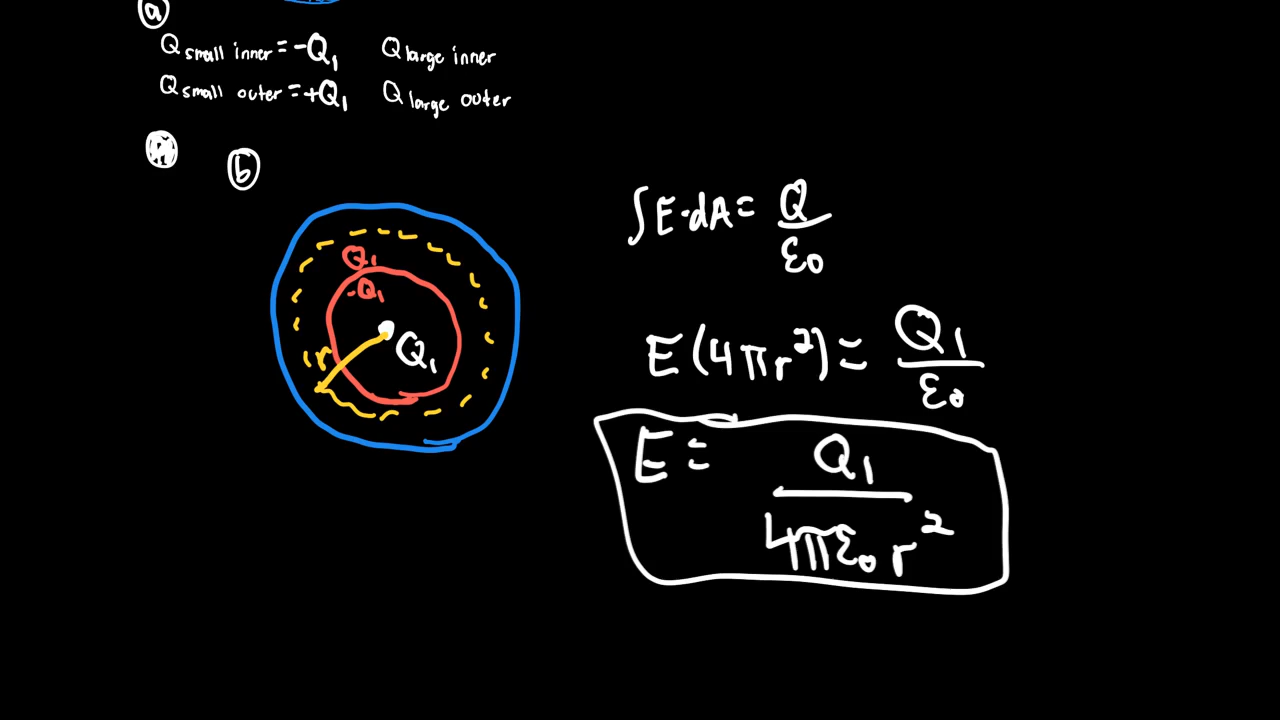 a
Q small inner = -Q₁ Q large inner
Q small outer = +Q₁ Q large outer
b
∫E·dA = Q/ε₀
Q₁
-Q₁
r
Q₁
E(4πr²) = Q₁/ε₀
E = Q₁/4πε₀r²